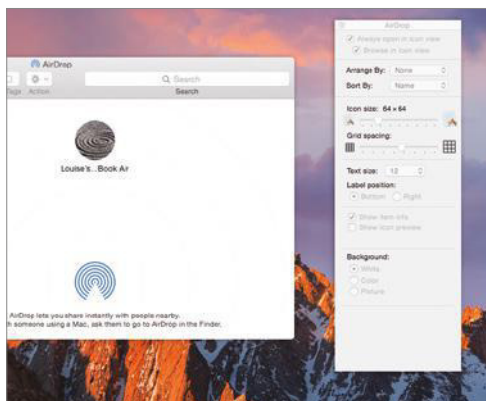 AirDrop
Tags Action
Search
Search
Louise's...Book Air
AirDrop lets you share instantly with people nearby.
someone using a Mac, ask them to go to AirDrop in the Finder.
AirDrop
Always open in icon view
Browse in icon view
Arrange By: None
Sort By: Name
Icon size: 64 × 64
Grid spacing:
Text size: 12
Label position:
Bottom Right
Show item info
Show icon preview
Background:
White
Color
Picture